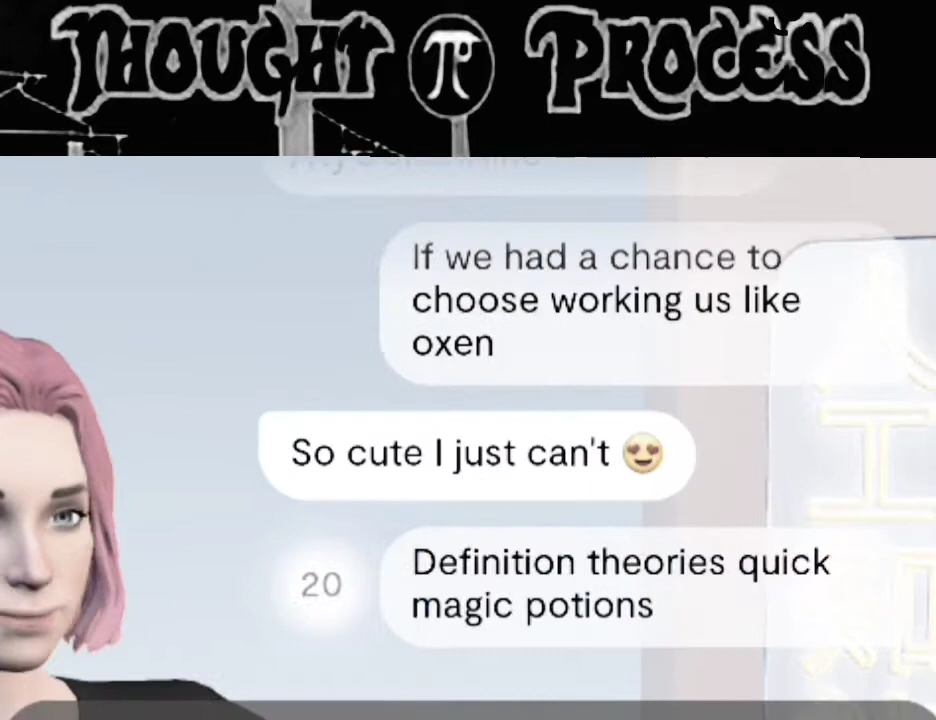 THOUGHT π PROCESS
If we had a chance to
choose working us like
oxen
So cute I just can't 😍
20
Definition theories quick
magic potions